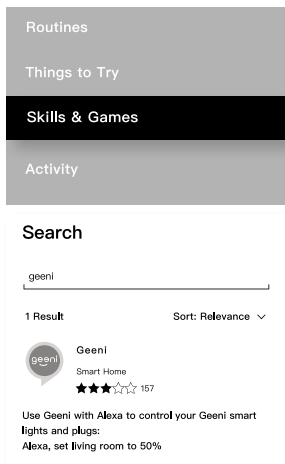 Routines
Things to Try
Skills & Games
Activity
Search
geeni
1 Result Sort: Relevance
geeni
Geeni
Smart Home
157
Use Geeni with Alexa to control your Geeni smart
lights and plugs:
Alexa, set living room to 50%